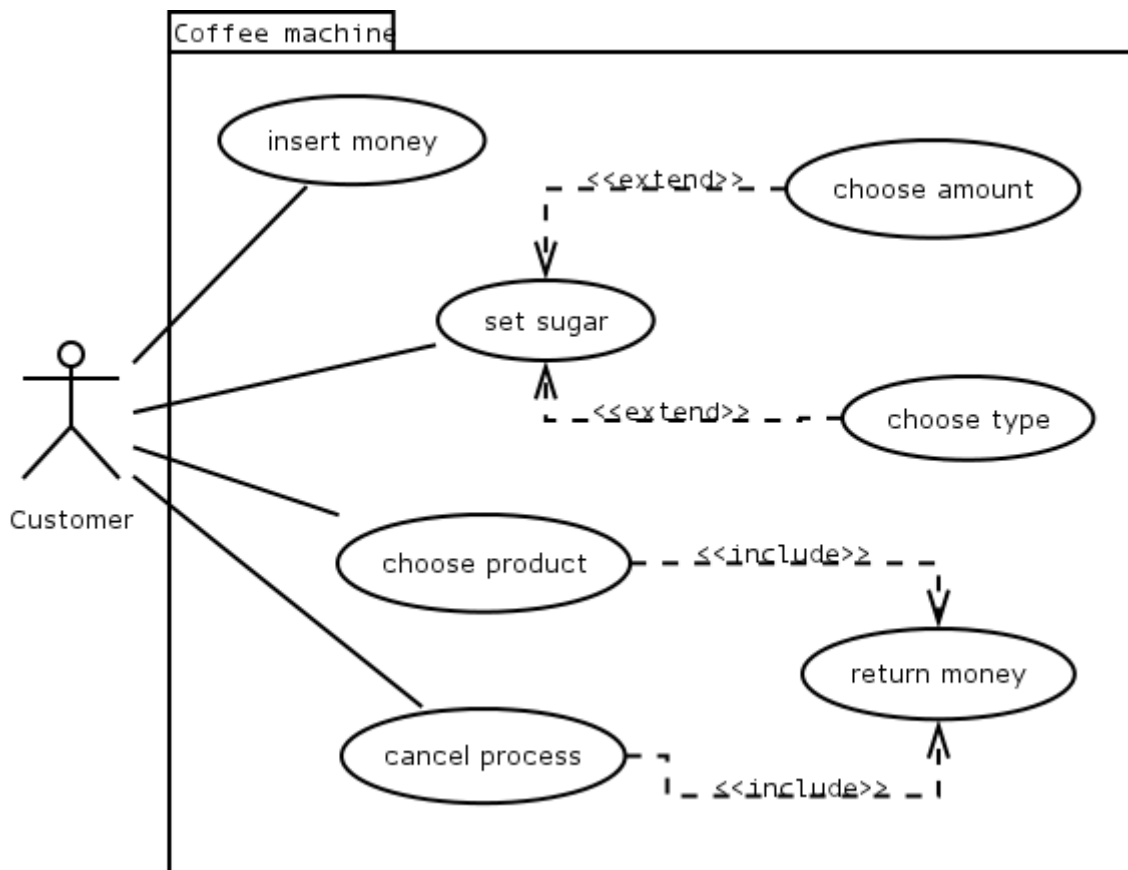 Coffee machine
insert money
<<extend>>
choose amount
set sugar
<<extend>>
choose type
Customer
choose product
<<include>>
return money
cancel process
<<include>>